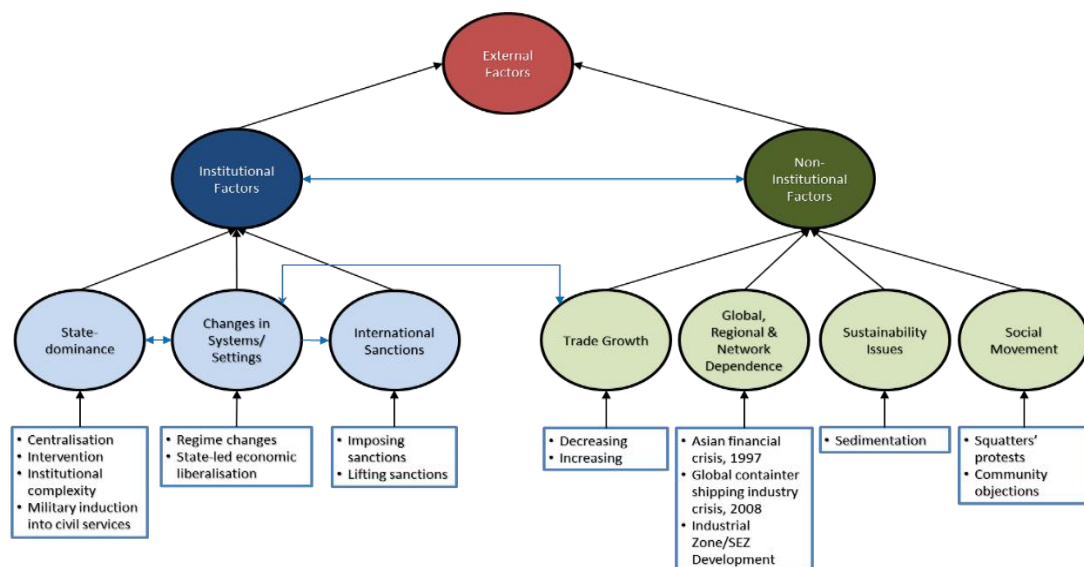 External
Factors
Institutional
Factors
Non-
Institutional
Factors
State-
dominance
Changes in
Systems/
Settings
International
Sanctions
Trade Growth
Global,
Regional &
Network
Dependence
Sustainability
Issues
Social
Movement
• Centralisation
• Intervention
• Institutional
complexity
• Military induction
into civil services
• Regime changes
• State-led economic
liberalisation
• Imposing
sanctions
• Lifting sanctions
• Decreasing
• Increasing
• Asian financial
crisis, 1997
• Global containter
shipping industry
crisis, 2008
• Industrial
Zone/SEZ
Development
• Sedimentation
• Squatters'
protests
• Community
objections